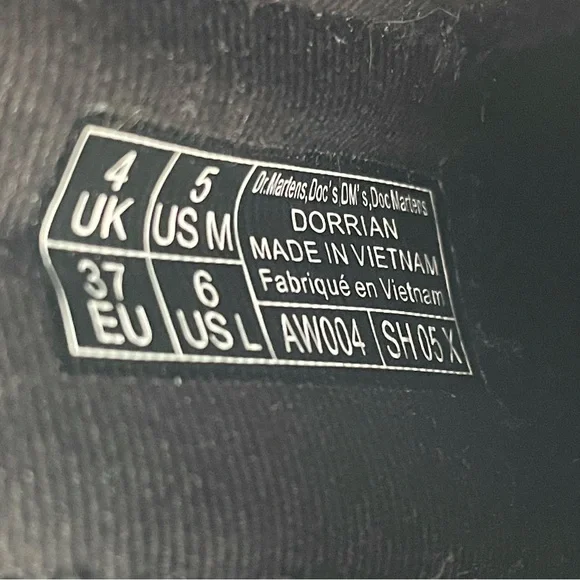 4
UK
5
US M
37
EU
6
US L
Dr.Martens,Doc's'DM's,Doc Martens
DORRIAN
MADE IN VIETNAM
Fabriqué en Vietnam
AW004
SH 05 X